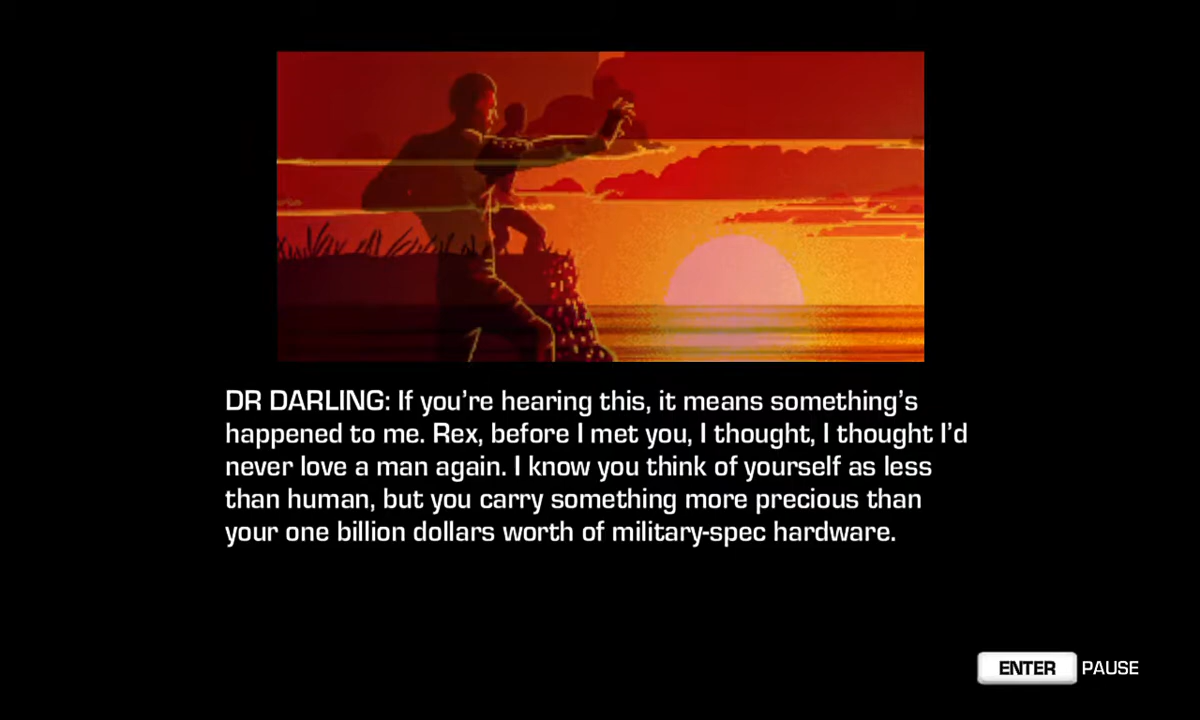 DR DARLING: If you're hearing this, it means something's
happened to me. Rex, before I met you, I thought, I thought I'd
never love a man again. I know you think of yourself as less
than human, but you carry something more precious than
your one billion dollars worth of military-spec hardware.
ENTER PAUSE